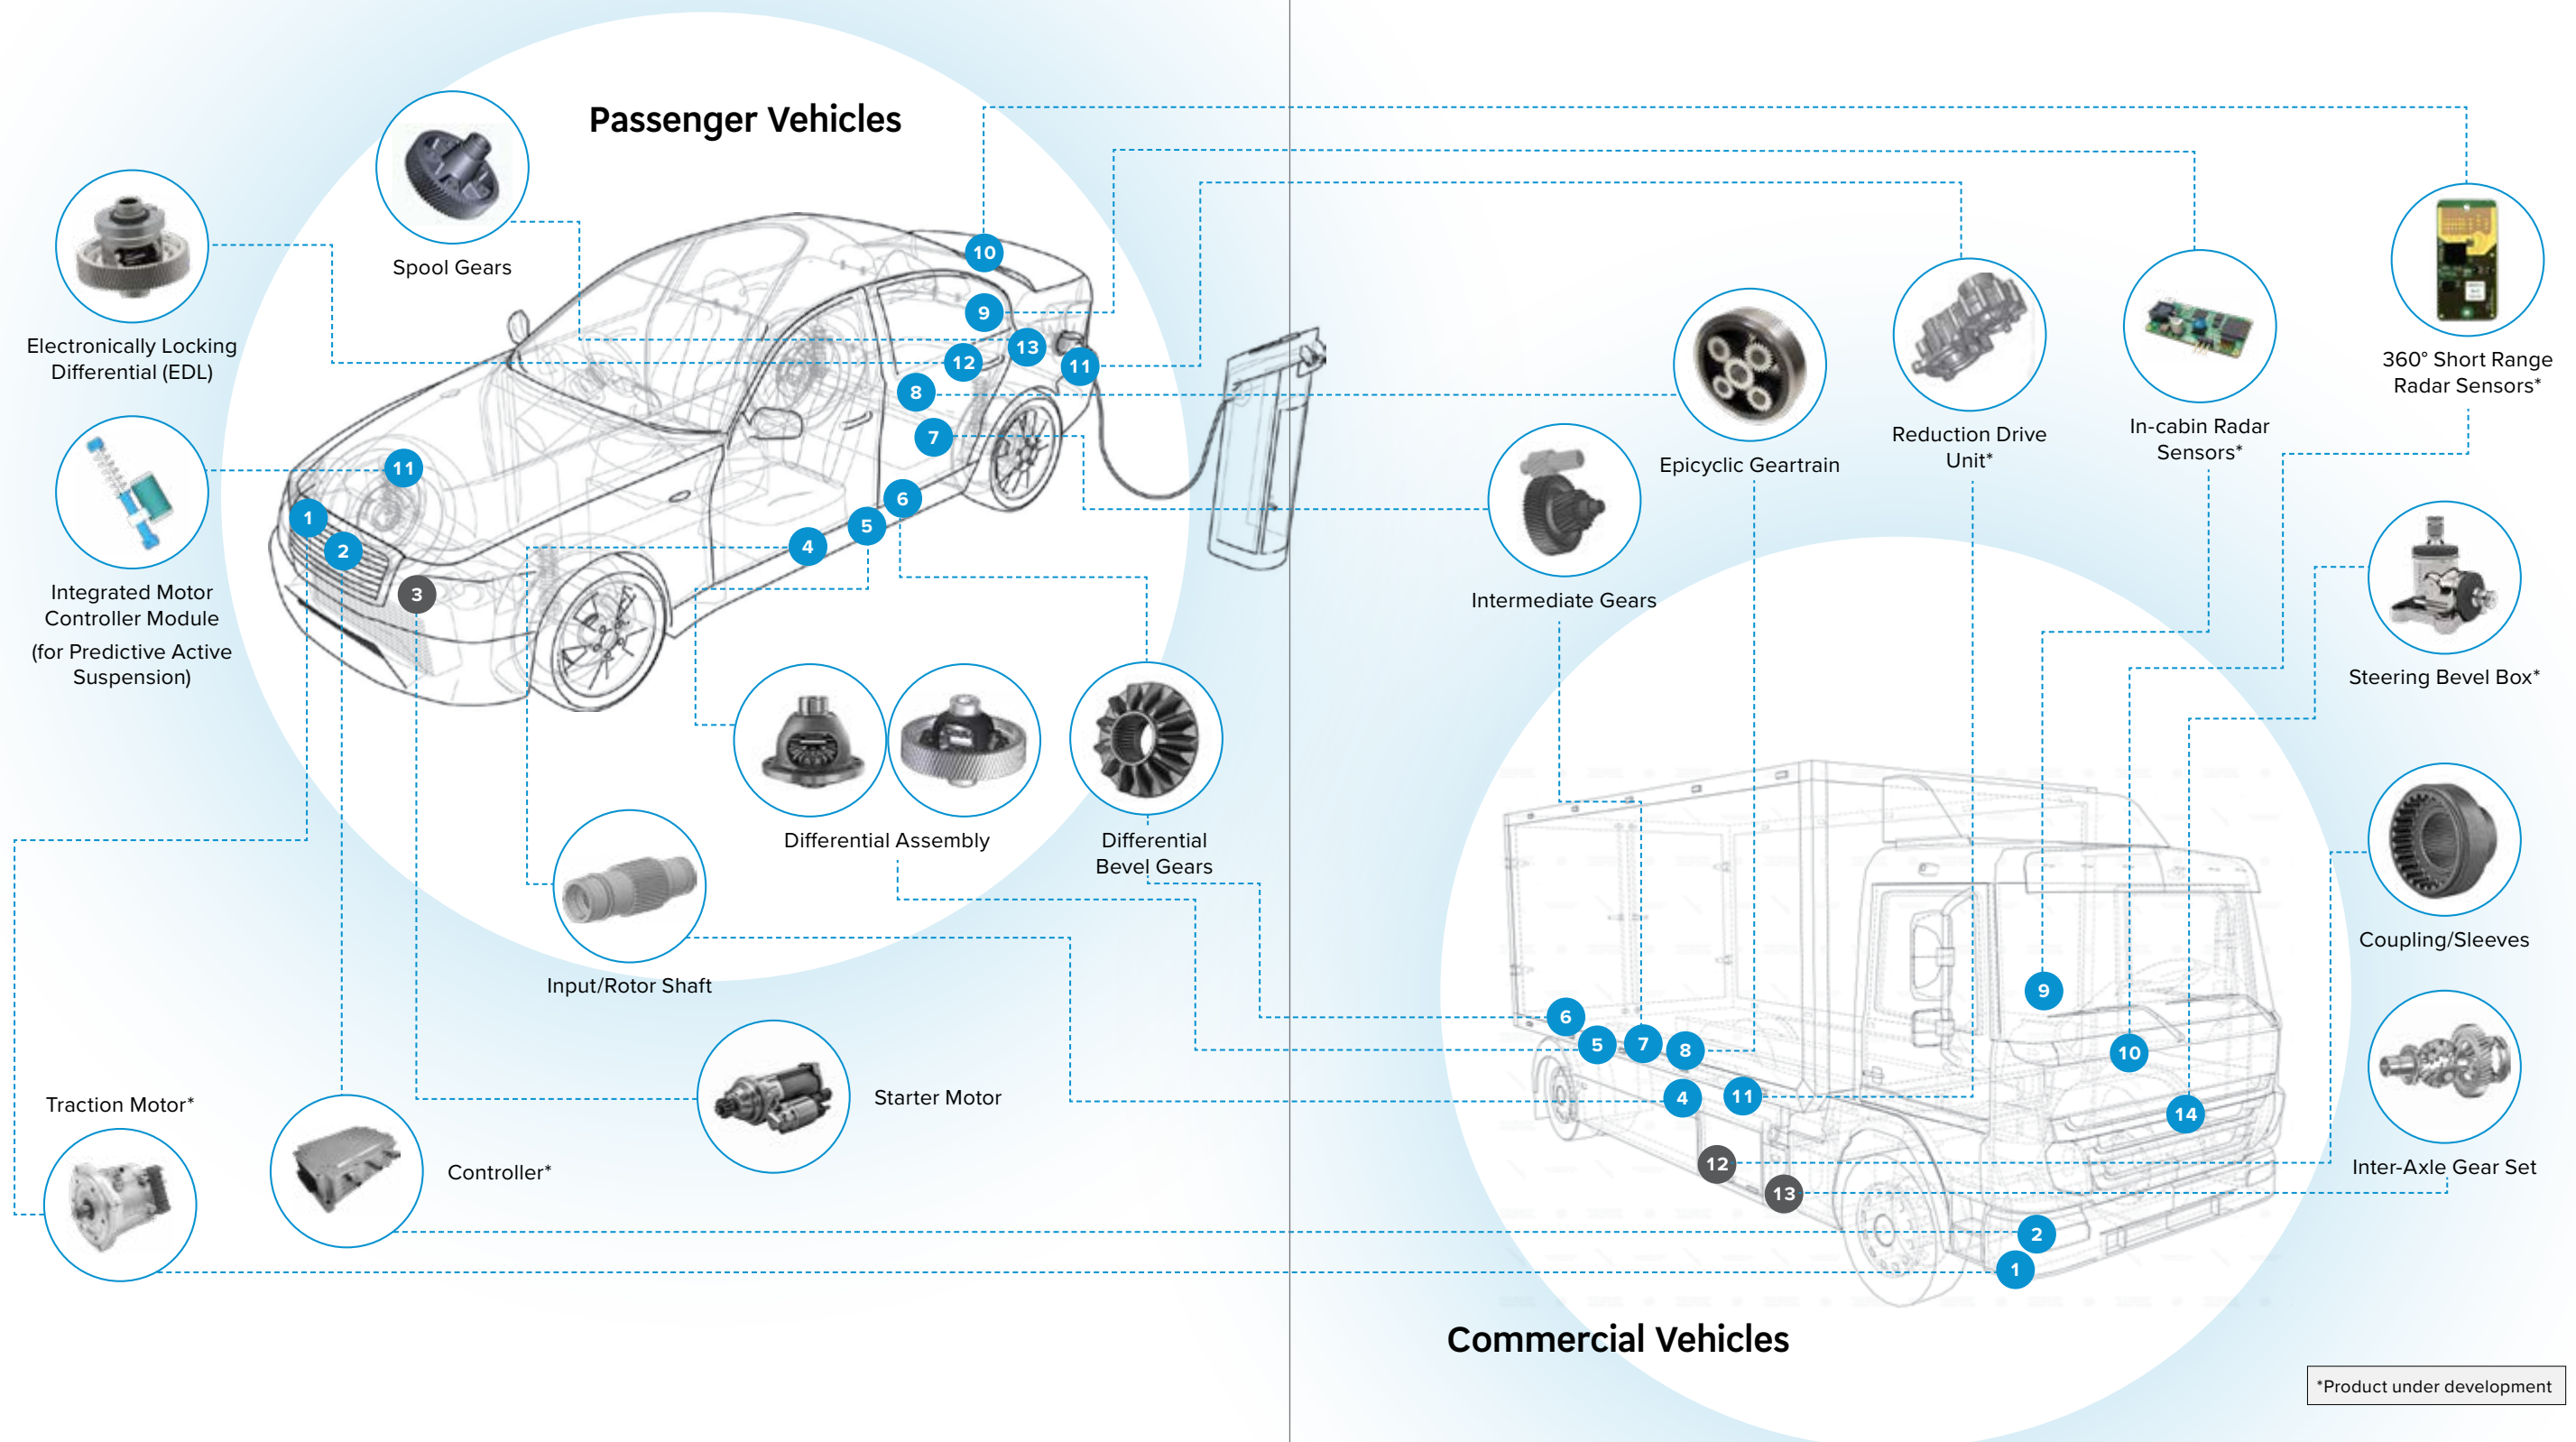 Passenger Vehicles
Spool Gears
Electronically Locking
Differential (EDL)
Integrated Motor
Controller Module
(for Predictive Active
Suspension)
10
9
13
12
11
8
7
11
6
1
5
4
2
3
Differential Assembly
Differential
Bevel Gears
Input/Rotor Shaft
Starter Motor
Traction Motor*
Controller*
360° Short Range
Radar Sensors*
In-cabin Radar
Sensors*
Reduction Drive
Unit*
Epicyclic Geartrain
Intermediate Gears
Steering Bevel Box*
Coupling/Sleeves
Inter-Axle Gear Set
9
6
5
7
8
10
4
11
14
12
13
2
1
Commercial Vehicles
*Product under development